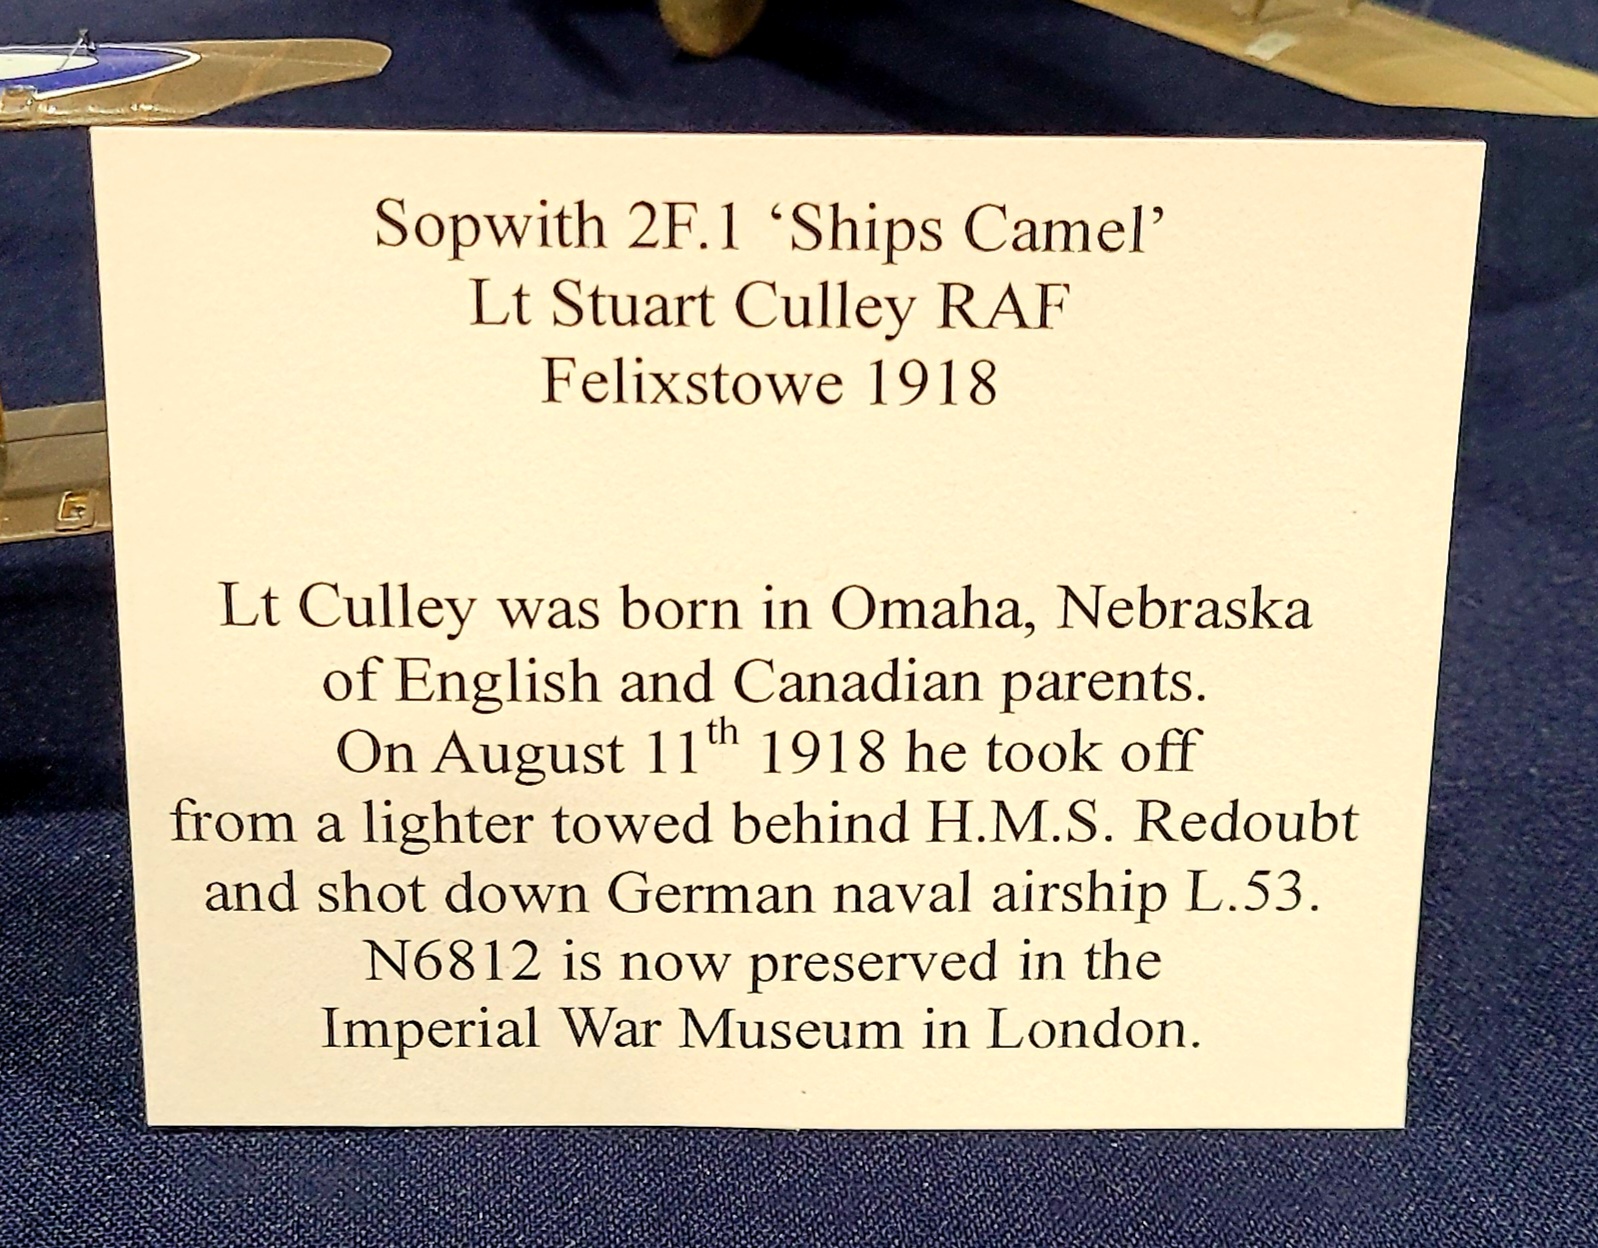 Sopwith 2F.1 ‘Ships Camel’
Lt Stuart Culley RAF
Felixstowe 1918
Lt Culley was born in Omaha, Nebraska
of English and Canadian parents.
On August 11th 1918 he took off
from a lighter towed behind H.M.S. Redoubt
and shot down German naval airship L.53.
N6812 is now preserved in the
Imperial War Museum in London.